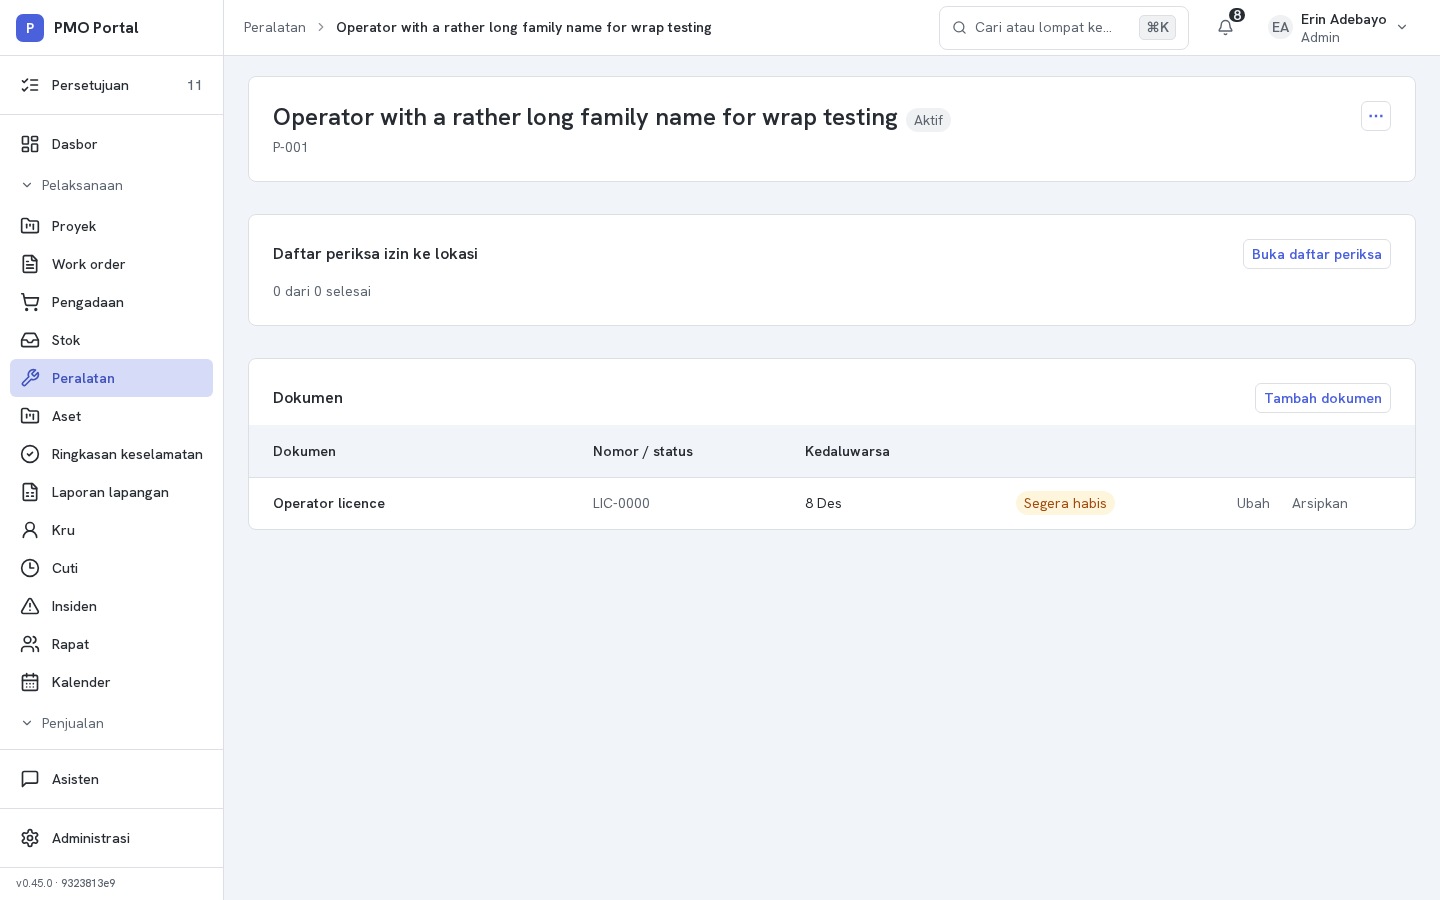 P PMO Portal
Peralatan Operator with a rather long family name for wrap testing
Cari atau lompat ke... ⌘K
8
EA Erin Adebayo
Admin
Persetujuan 11
Dasbor
Pelaksanaan
Proyek
Work order
Pengadaan
Stok
Peralatan
Aset
Ringkasan keselamatan
Laporan lapangan
Kru
Cuti
Insiden
Rapat
Kalender
Penjualan
Asisten
Administrasi
v0.45.0 · 9323813e9
Operator with a rather long family name for wrap testing Aktif
P-001
Daftar periksa izin ke lokasi Buka daftar periksa
0 dari 0 selesai
Dokumen Tambah dokumen
Dokumen Nomor / status Kedaluwarsa
Operator licence LIC-0000 8 Des Segera habis Ubah Arsipkan